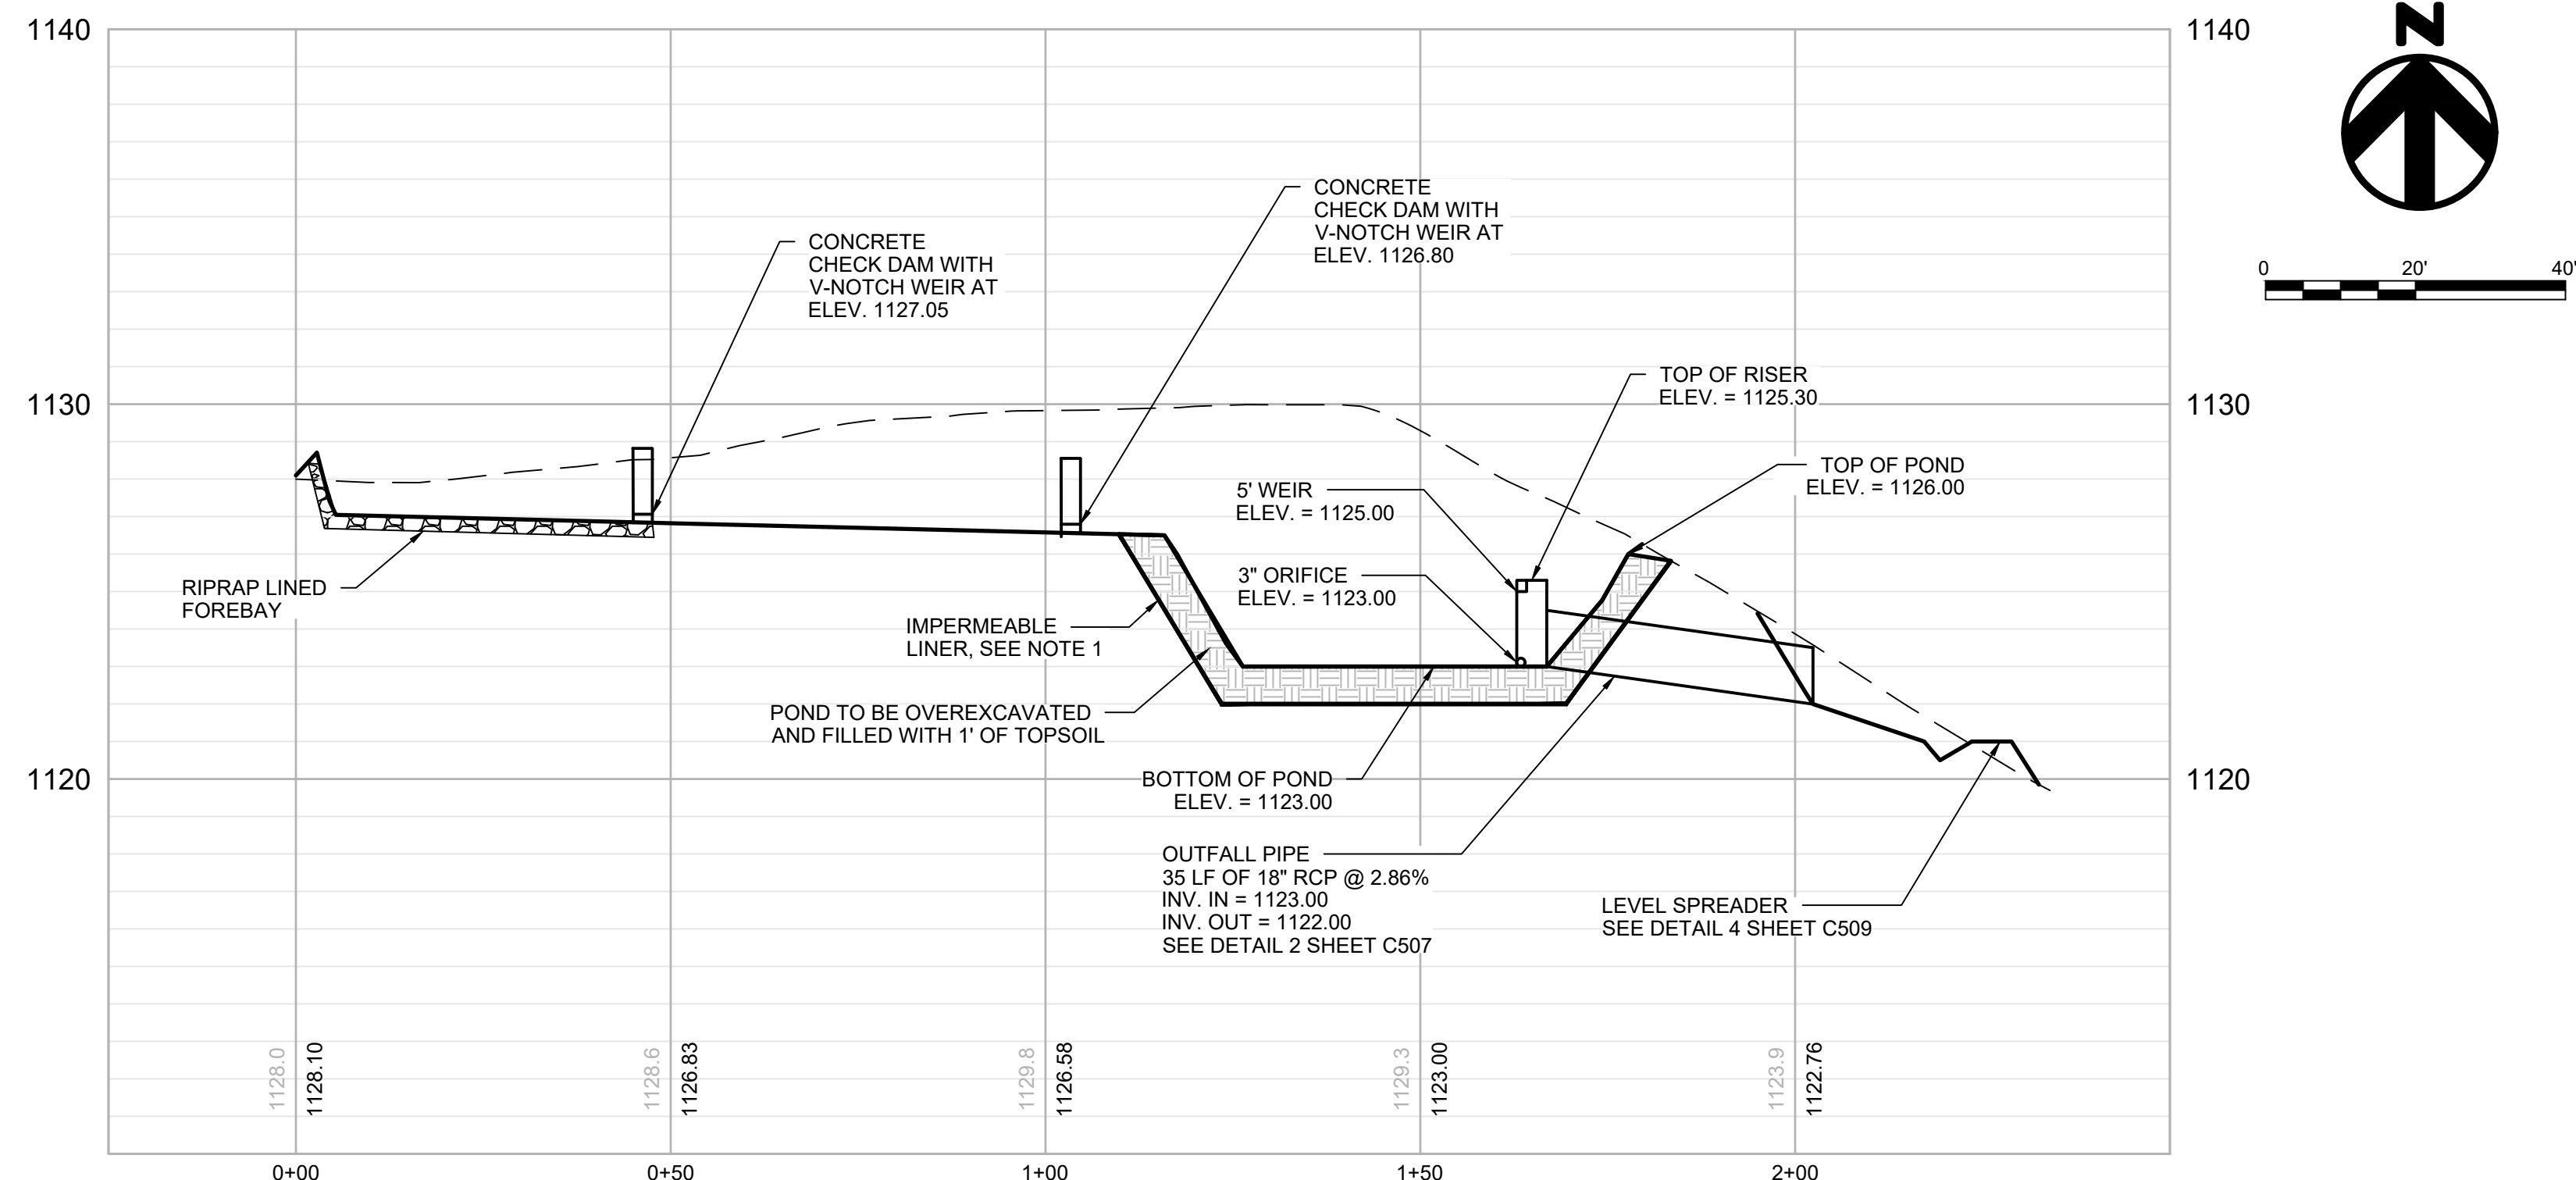 1140
1140
N
0 20' 40'
CONCRETE
CHECK DAM WITH
V-NOTCH WEIR AT
ELEV. 1126.80
CONCRETE
CHECK DAM WITH
V-NOTCH WEIR AT
ELEV. 1127.05
1130
1130
TOP OF RISER
ELEV. = 1125.30
TOP OF POND
ELEV. = 1126.00
5' WEIR
ELEV. = 1125.00
3" ORIFICE
ELEV. = 1123.00
RIPRAP LINED
FOREBAY
IMPERMEABLE
LINER, SEE NOTE 1
POND TO BE OVEREXCAVATED
AND FILLED WITH 1' OF TOPSOIL
BOTTOM OF POND
ELEV. = 1123.00
1120
1120
OUTFALL PIPE
35 LF OF 18" RCP @ 2.86%
INV. IN = 1123.00
INV. OUT = 1122.00
SEE DETAIL 2 SHEET C507
LEVEL SPREADER
SEE DETAIL 4 SHEET C509
1128.0
1128.10
1128.6
1126.83
1129.8
1126.58
1129.3
1123.00
1123.9
1122.76
0+00 0+50 1+00 1+50 2+00